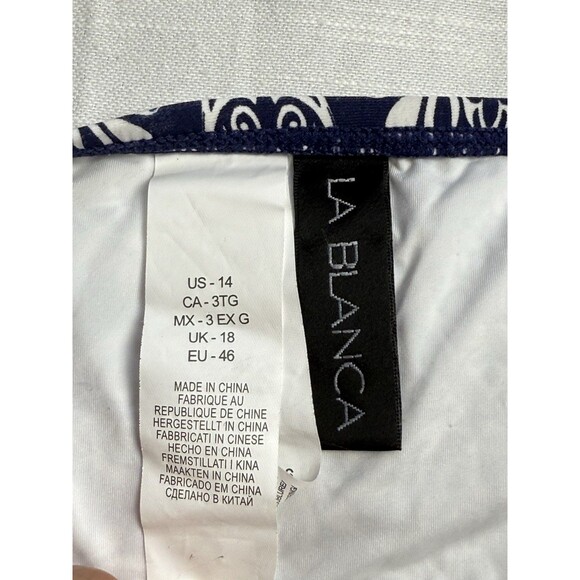 US - 14
CA - 3TG
MX - 3 EX G
UK - 18
EU - 46
MADE IN CHINA
FABRIQUE AU
REPUBLIQUE DE CHINE
HERGESTELLT IN CHINA
FABBRICATI IN CINESE
HECHO EN CHINA
FREMSTILLATI I KINA
MAAKTEN IN CHINA
FABRICADO EM CHINA
СДЕЛАНО В КИТАЙ
LA BLANCA